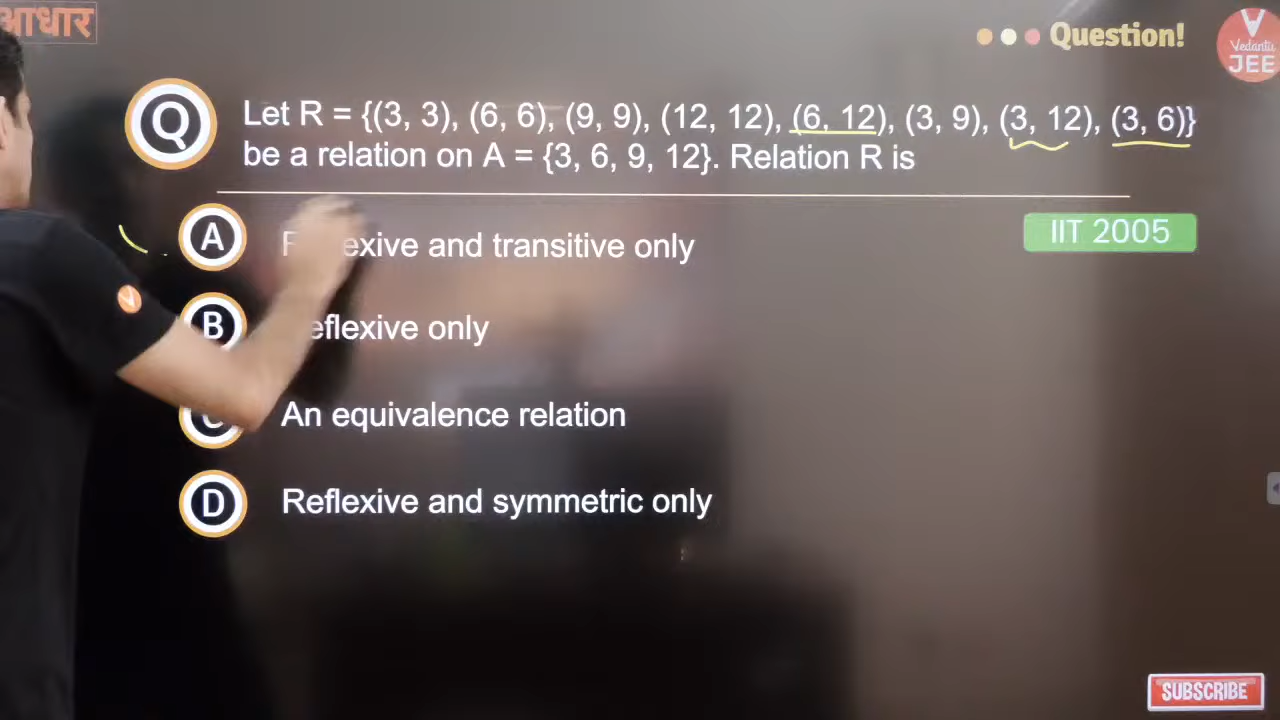 आधार
Question!
Vedantu
JEE
Q
Let R = {(3, 3), (6, 6), (9, 9), (12, 12), (6, 12), (3, 9), (3, 12), (3, 6)}
be a relation on A = {3, 6, 9, 12}. Relation R is
IIT 2005
A
and transitive only
B
only
An equivalence relation
D
Reflexive and symmetric only
SUBSCRIBE